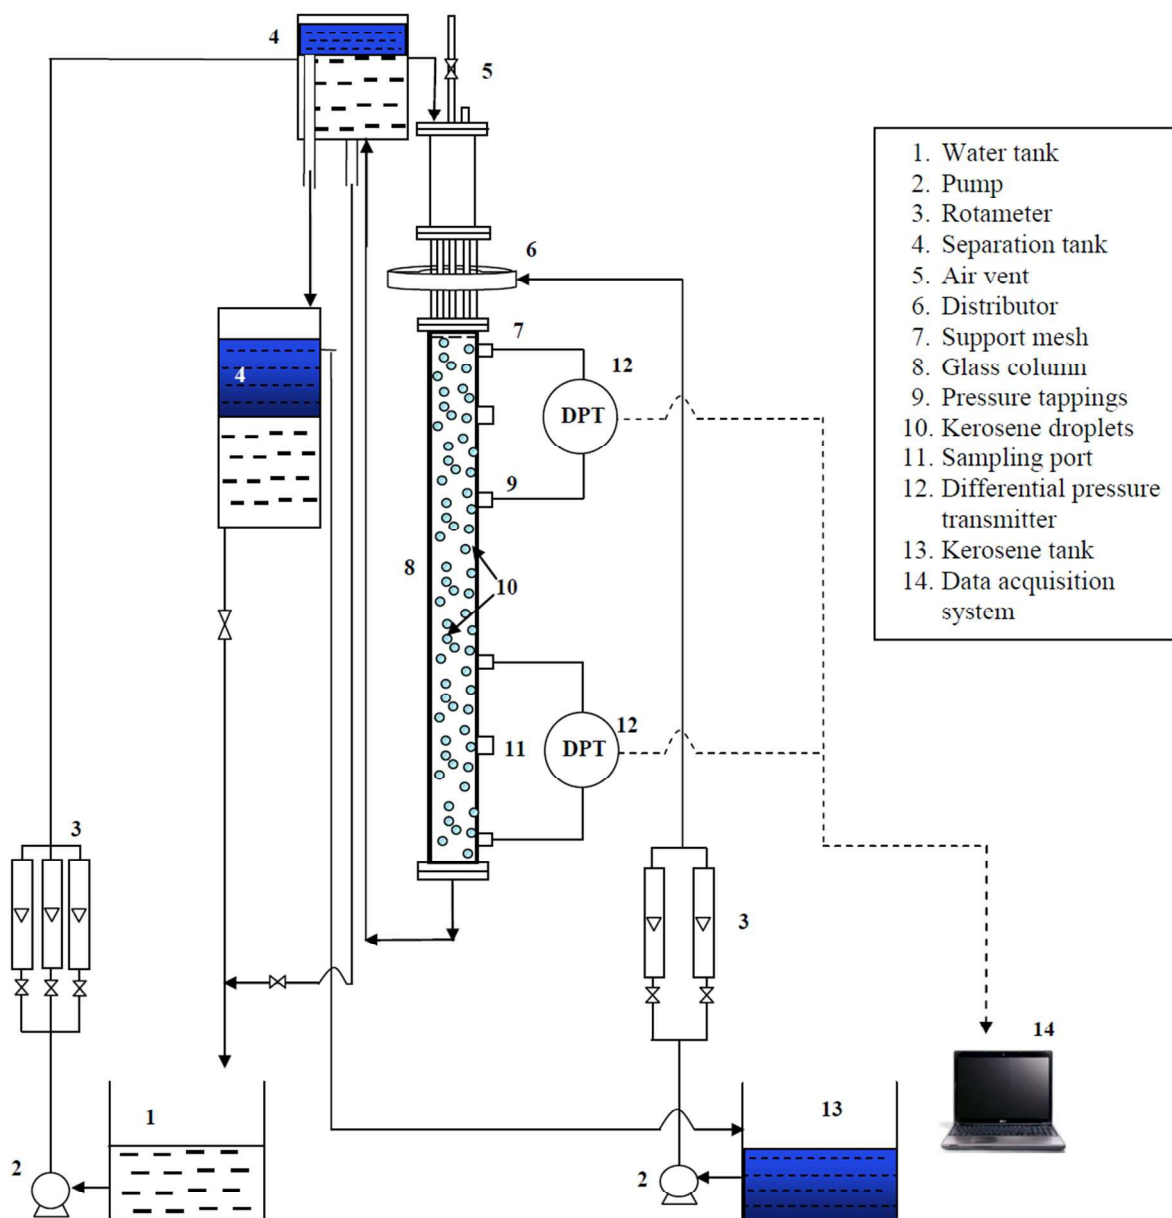 4
5
1. Water tank
2. Pump
3. Rotameter
4. Separation tank
5. Air vent
6. Distributor
7. Support mesh
8. Glass column
9. Pressure tappings
10. Kerosene droplets
11. Sampling port
12. Differential pressure
transmitter
13. Kerosene tank
14. Data acquisition
system
6
7
12
4
DPT
9
8
10
12
11
DPT
3
3
14
1
13
2
2